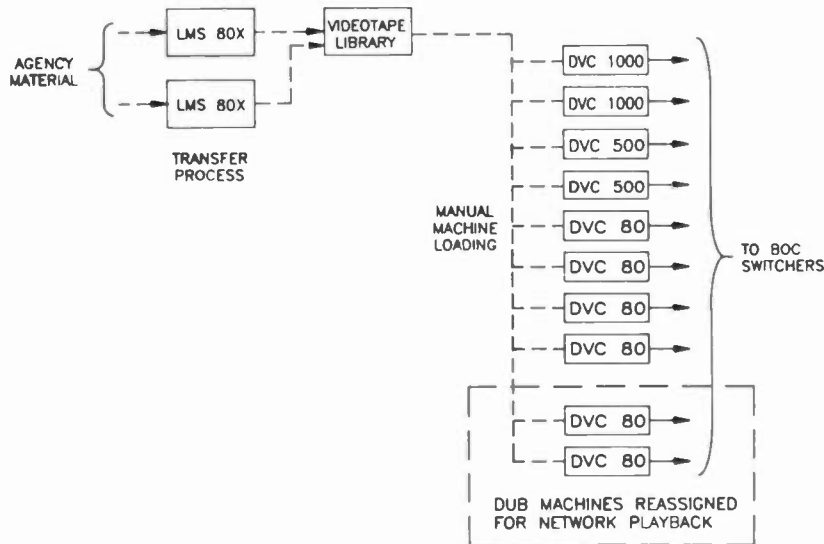 AGENCY
MATERIAL
LMS 80X
LMS 80X
TRANSFER
PROCESS
VIDEOTAPE
LIBRARY
MANUAL
MACHINE
LOADING
DVC 1000
DVC 1000
DVC 500
DVC 500
DVC 80
DVC 80
DVC 80
DVC 80
DVC 80
DVC 80
TO BOC
SWITCHERS
DUB MACHINES REASSIGNED
FOR NETWORK PLAYBACK